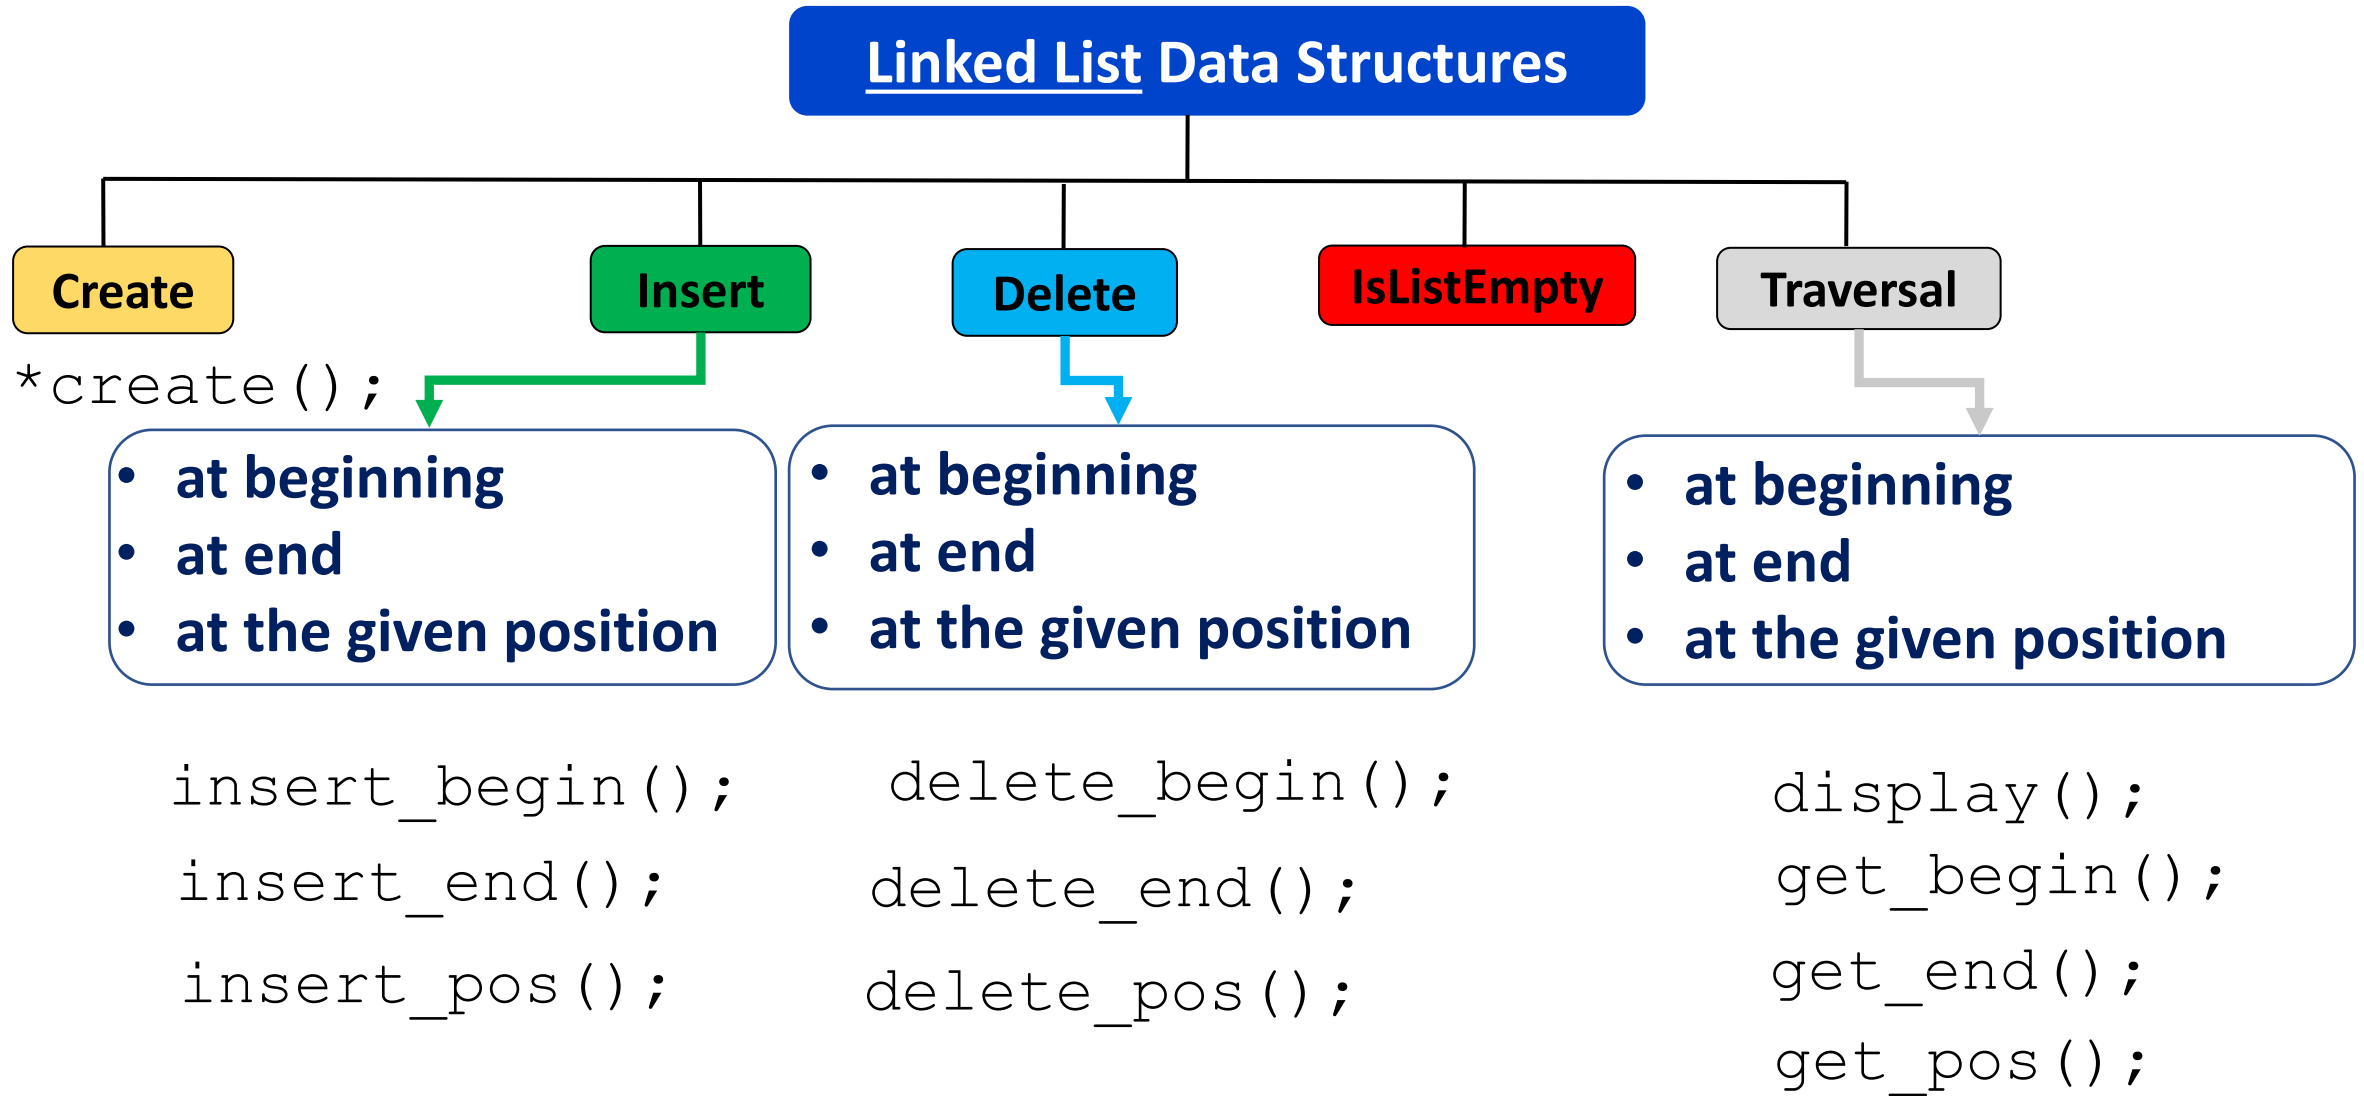 Linked List Data Structures
Create
Insert
Delete
IsListEmpty
Traversal
*create();
• at beginning
• at end
• at the given position
• at beginning
• at end
• at the given position
• at beginning
• at end
• at the given position
insert_begin();
insert_end();
insert_pos();
delete_begin();
delete_end();
delete_pos();
display();
get_begin();
get_end();
get_pos();